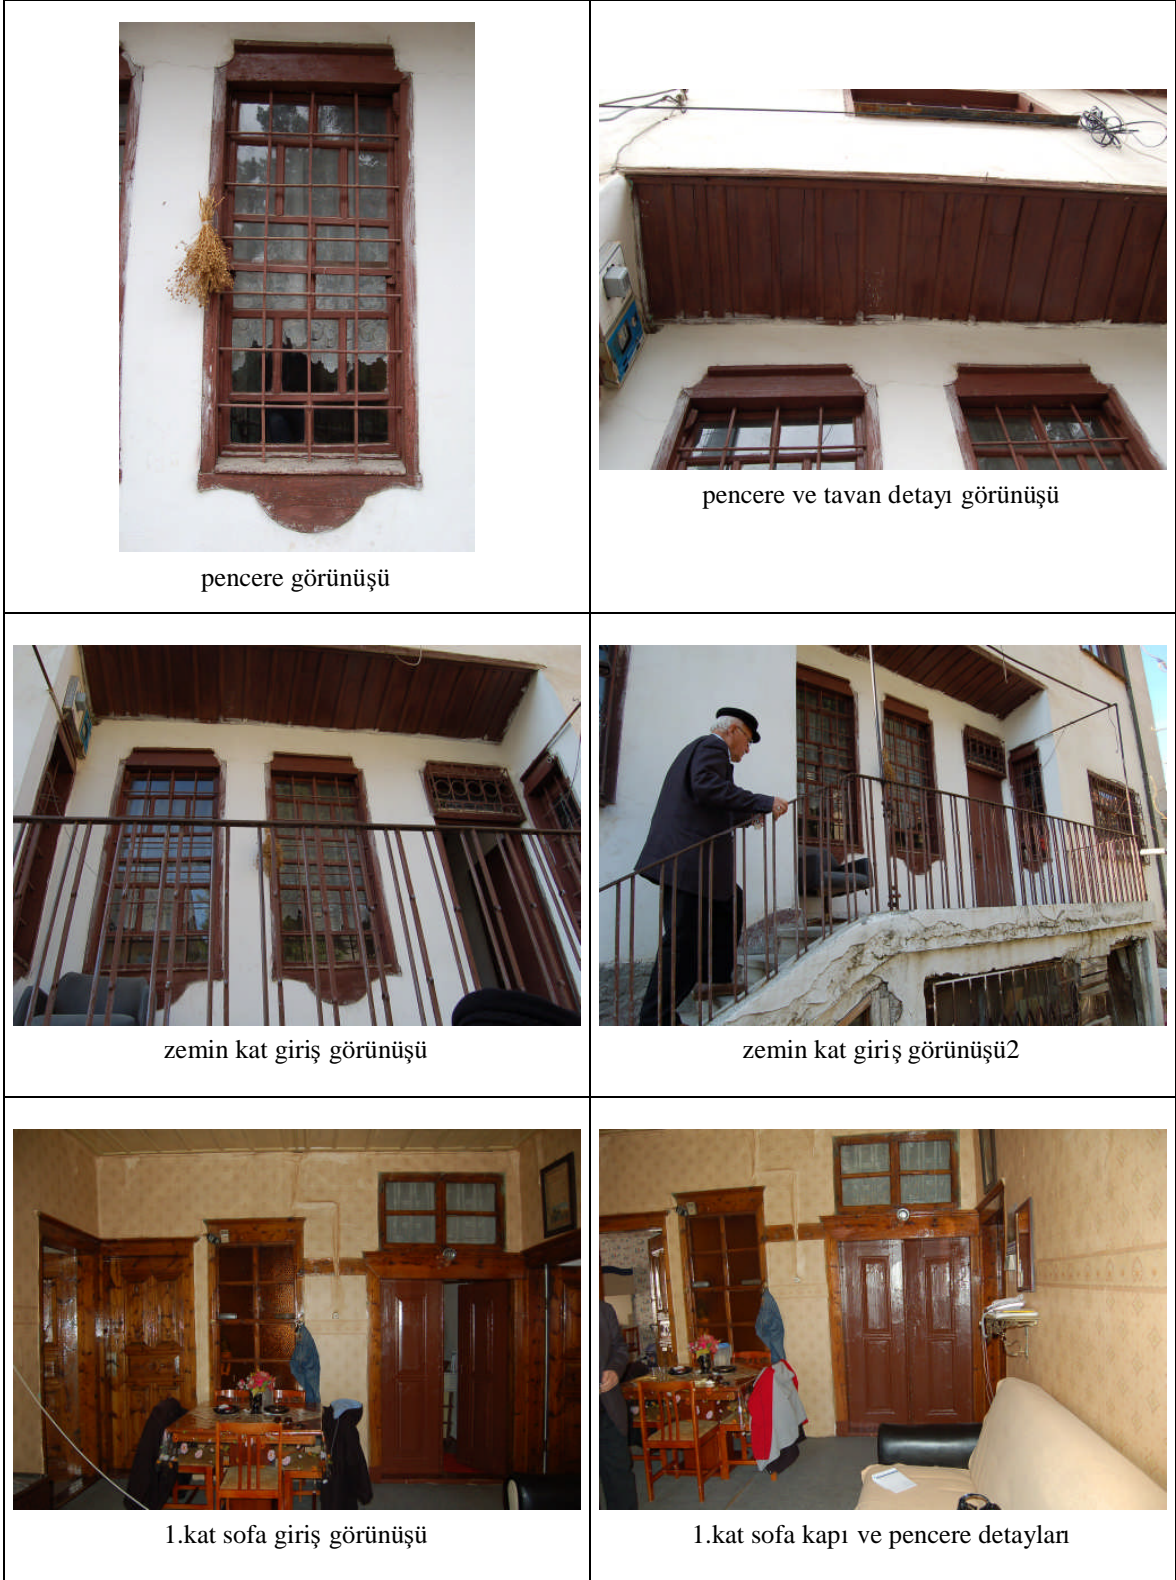 pencere görünüşü
pencere ve tavan detayı görünüşü
zemin kat giriş görünüşü
zemin kat giriş görünüşü2
1.kat sofa giriş görünüşü
1.kat sofa kapı ve pencere detayları